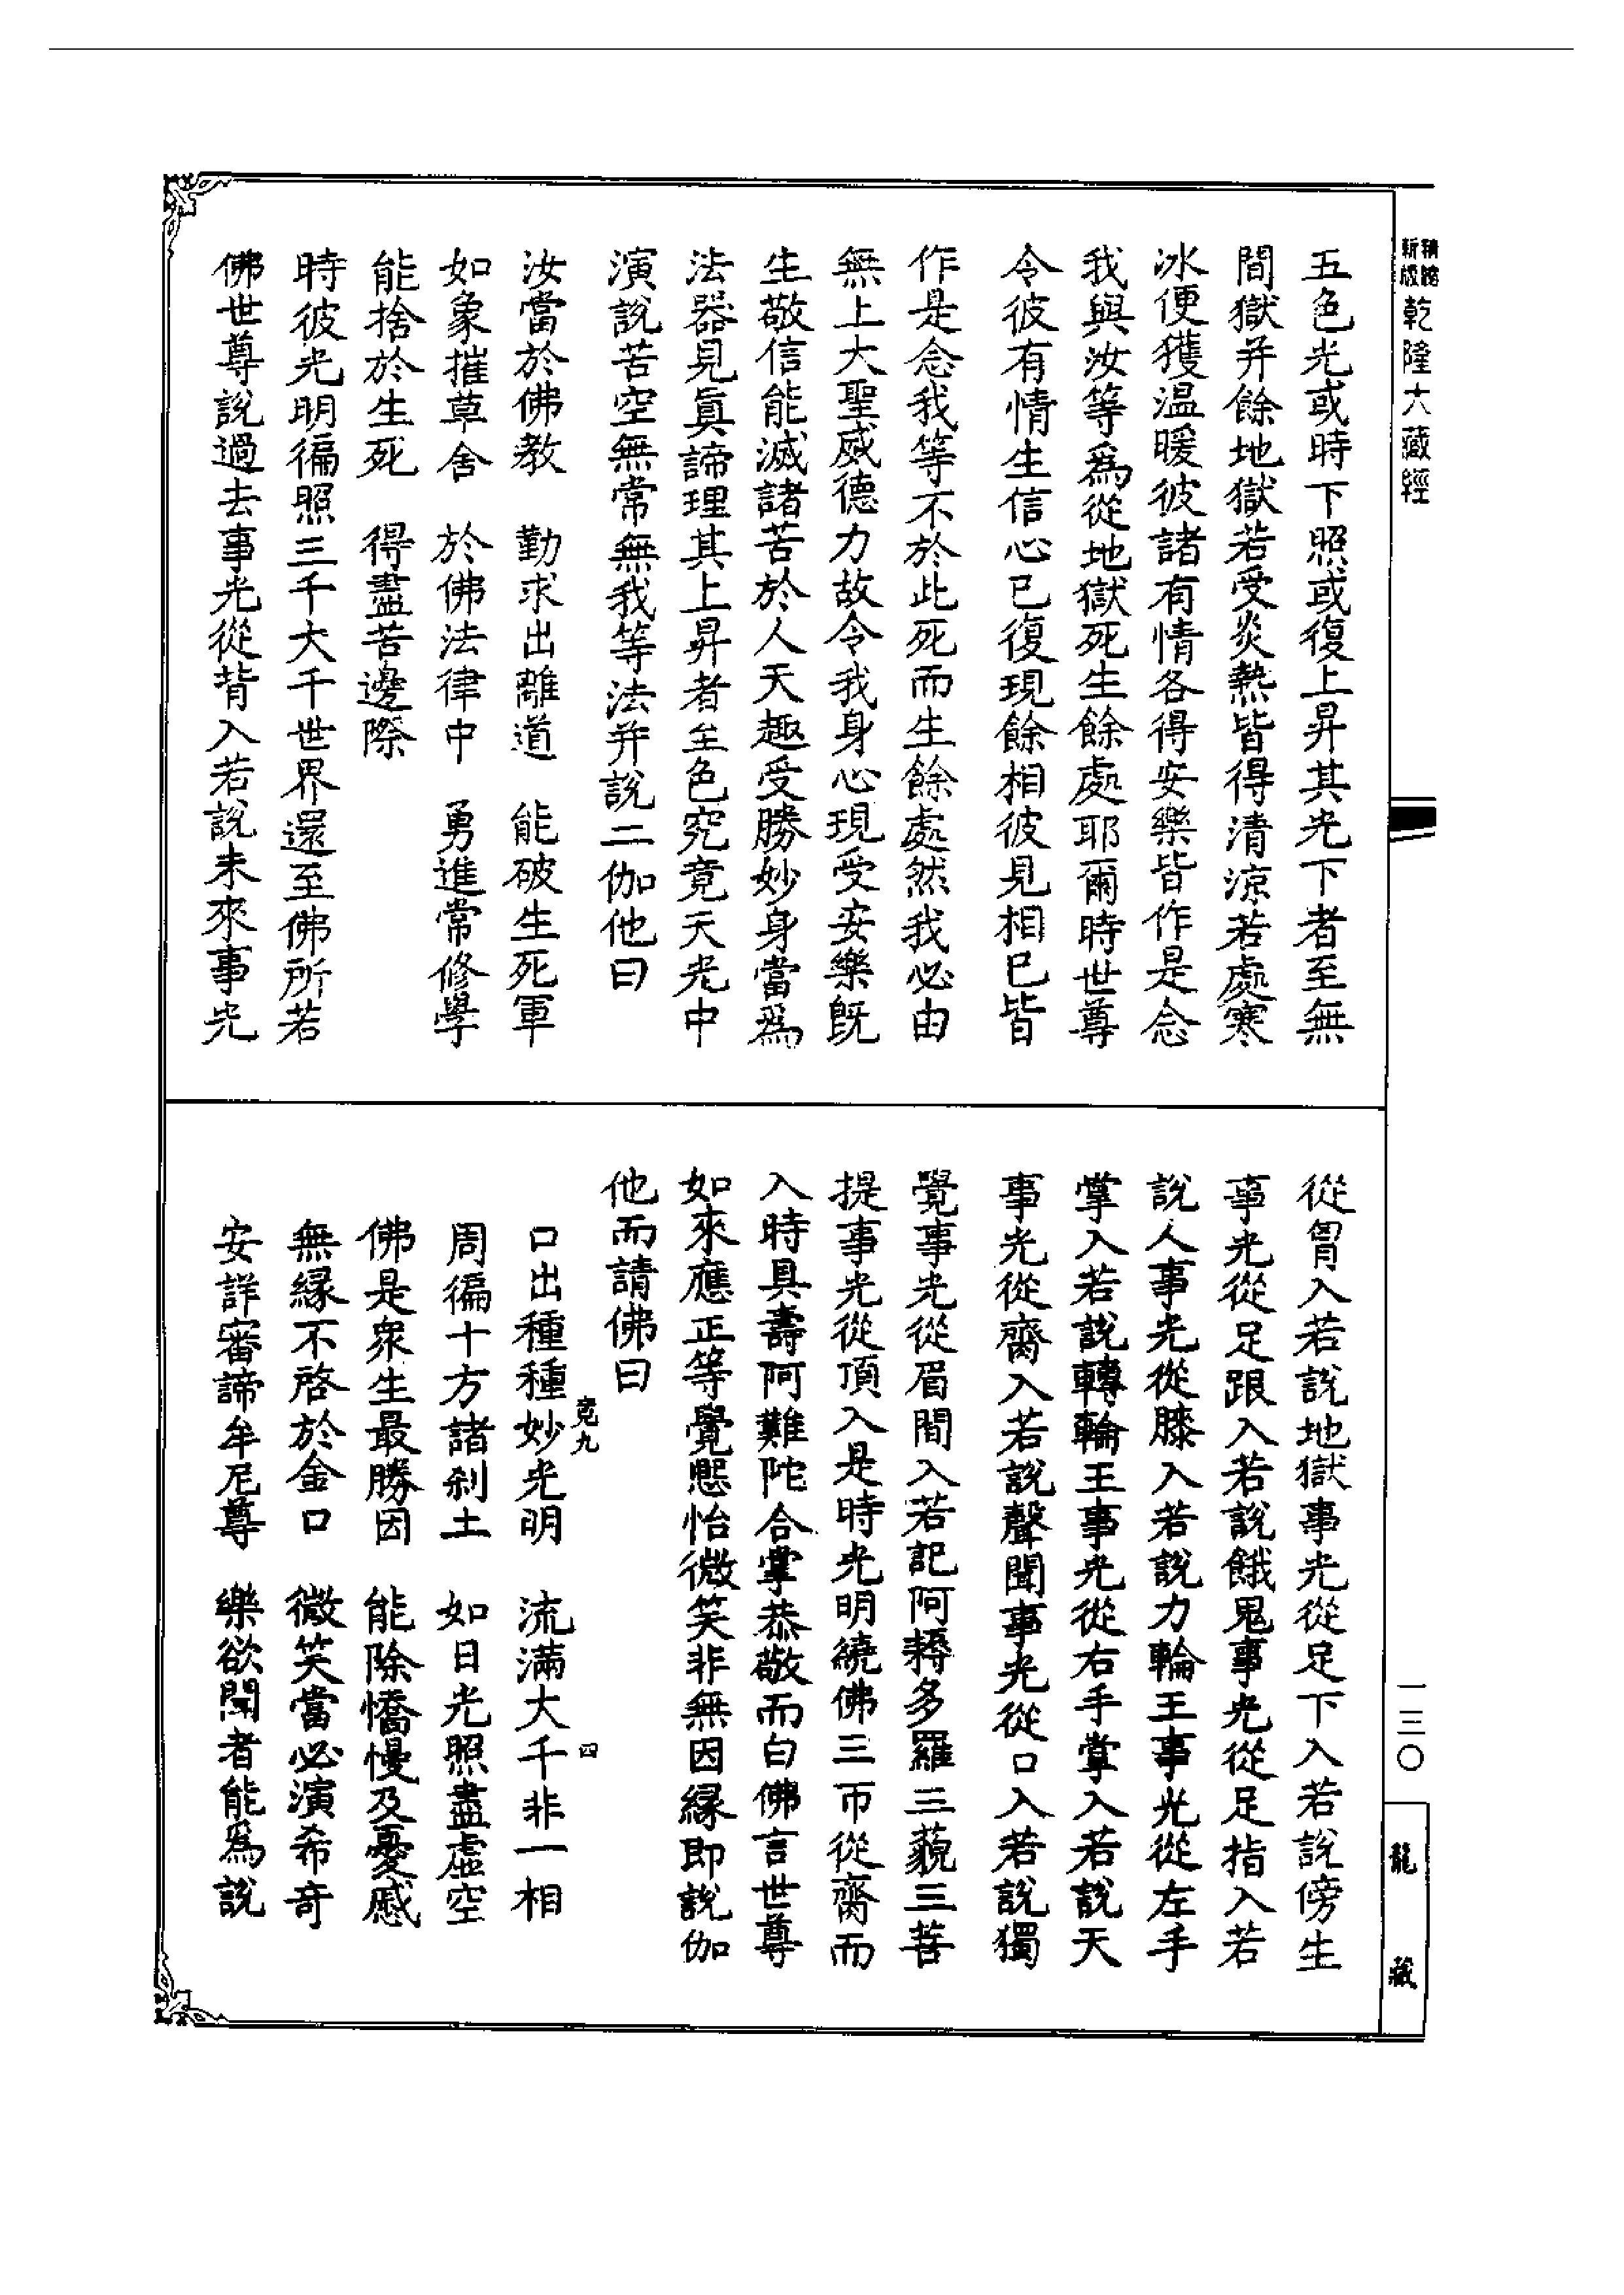 精鐫
新成
乾隆大藏經
五色光或時下照或復上昇其光下者至無
間獄并餘地獄若受炎熱皆得清涼若處寒
冰便獲溫暖彼諸有情各得安樂皆作是念
我與汝等爲從地獄死生餘處耶爾時世尊
令彼有情生信心已復現餘相彼見相已皆
作是念我等不於此死而生餘處然我必由
無上大聖威德力故令我身心現受安樂旣
生敬信能滅諸苦於人天趣受勝妙身當爲
法器見眞諦理其上昇者至色究竟天光中
演說苦空無常無我等法并說二伽他曰
汝當於佛教　勤求出離道　能破生死軍
如象摧草舍　於佛法律中　勇進常修學
能捨於生死　得盡苦邊際
時彼光明徧照三千大千世界還至佛所若
佛世尊說過去事光從背入若說未來事光
從胷入若說地獄事光從足下入若說傍生
事光從足跟入若說餓鬼事光從足指入若
說人事光從膝入若說力輪王事光從左手
掌入若說轉輪王事光從右手掌入若說天
事光從齎入若說聲聞事光從口入若說獨
覺事光從眉間入若記阿耨多羅三藐三菩
提事光從頂入是時光明繞佛三帀從齎而
入時具壽阿難陀合掌恭敬而白佛言世尊
如來應正等覺熈怡微笑非無因緣即說伽
他而請佛曰
口出種種妙光明　流滿大千非一相
周徧十方諸剎土　如日光照盡虛空
佛是衆生最勝因　能除憍慢及憂慼
無緣不啓於金口　微笑當必演希奇
安詳審諦牟尼尊　樂欲聞者能爲說
克九
四
一三〇
龍藏